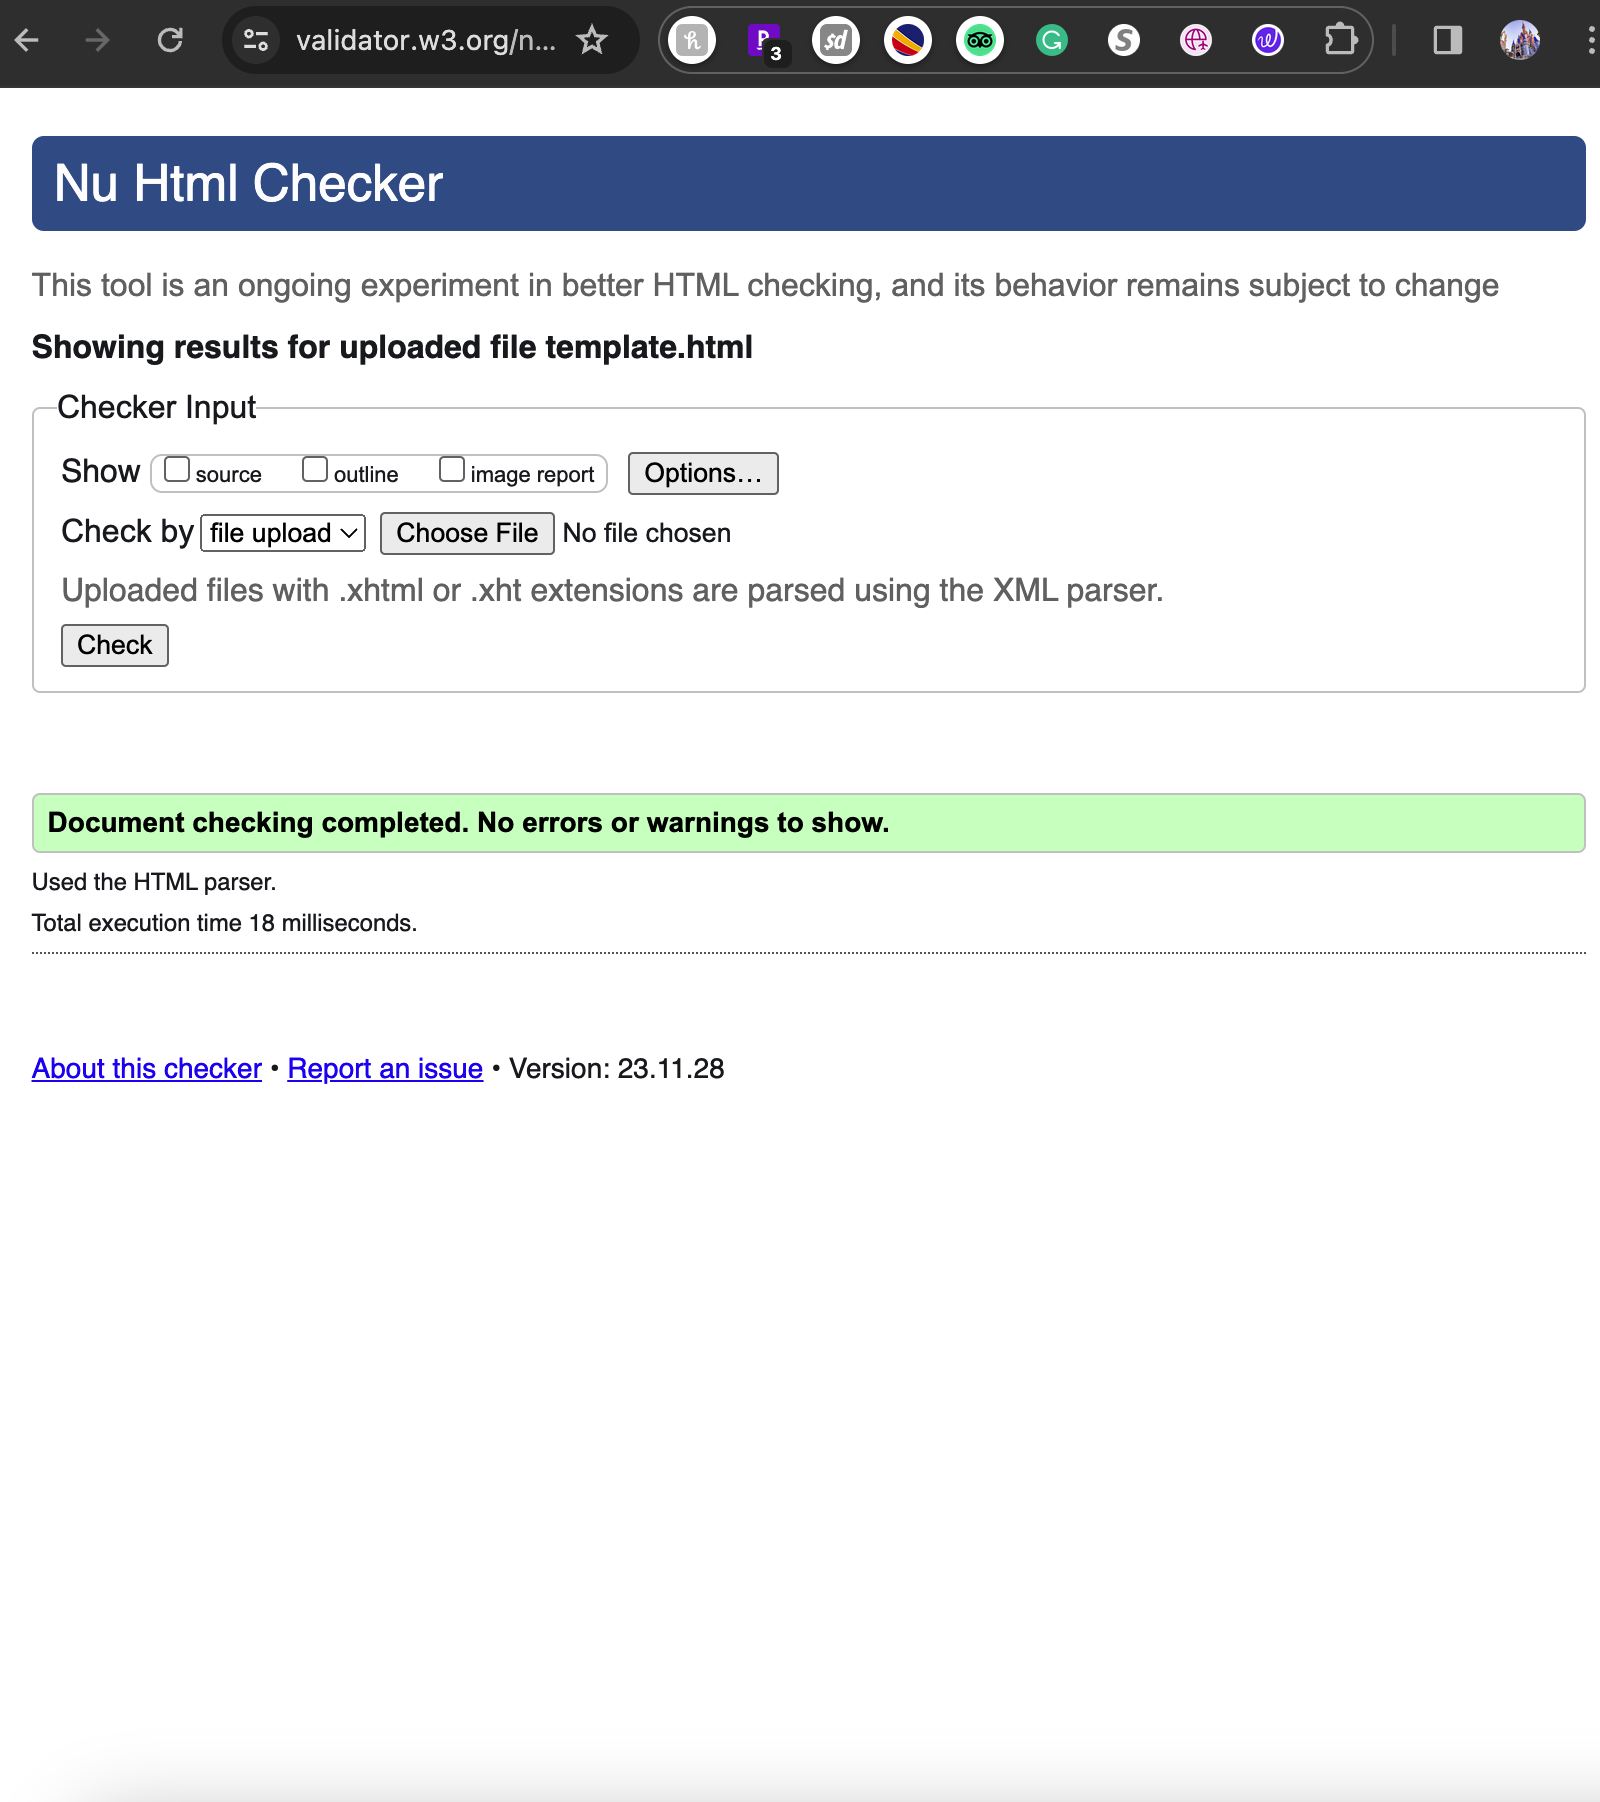 validator.w3.org/n...
3
Nu Html Checker
This tool is an ongoing experiment in better HTML checking, and its behavior remains subject to change
Showing results for uploaded file template.html
Checker Input
Show source outline image report Options...
Check by file upload Choose File No file chosen
Uploaded files with .xhtml or .xht extensions are parsed using the XML parser.
Check
Document checking completed. No errors or warnings to show.
Used the HTML parser.
Total execution time 18 milliseconds.
About this checker • Report an issue • Version: 23.11.28